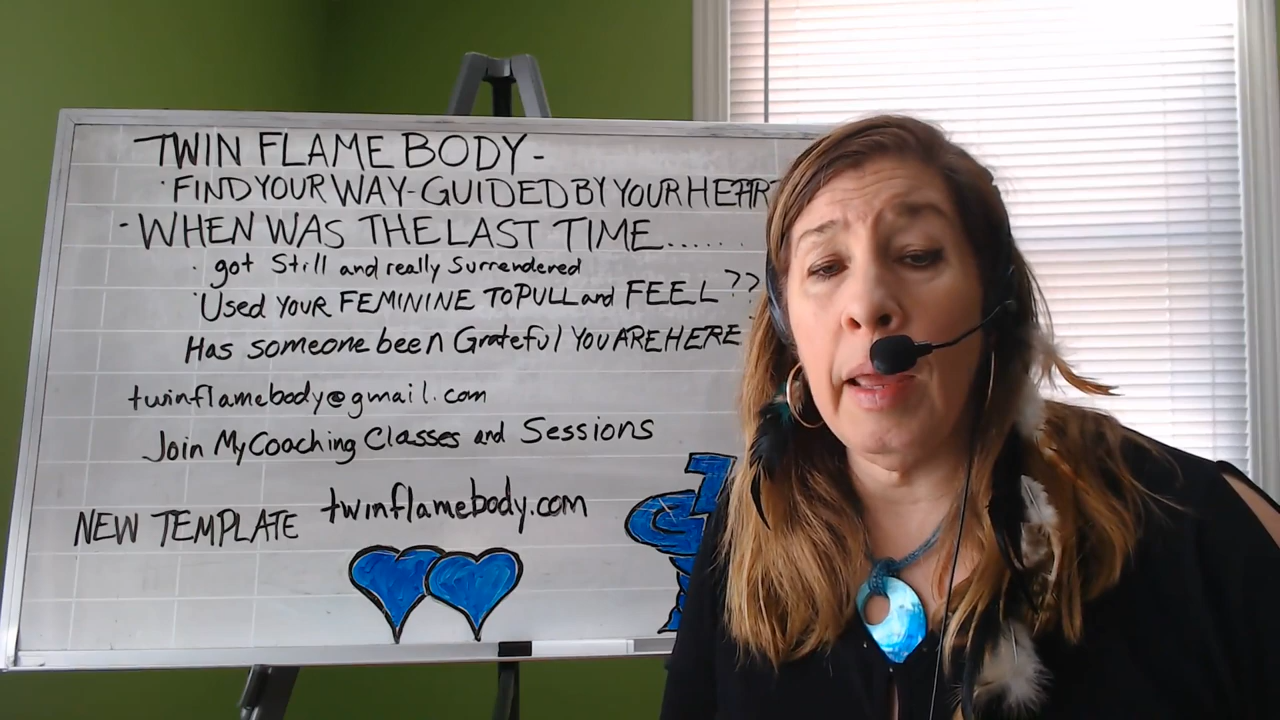 TWIN FLAME BODY-
· FIND YOUR WAY-GUIDED BY YOUR HEART
- WHEN WAS THE LAST TIME......
· got Still and really Surrendered
· Used YOUR FEMININE TO PULL and FEEL ??
Has someone been Grateful YOU ARE HERE
twinflamebody@gmail.com
Join My Coaching Classes and Sessions
NEW TEMPLATE twinflamebody.com